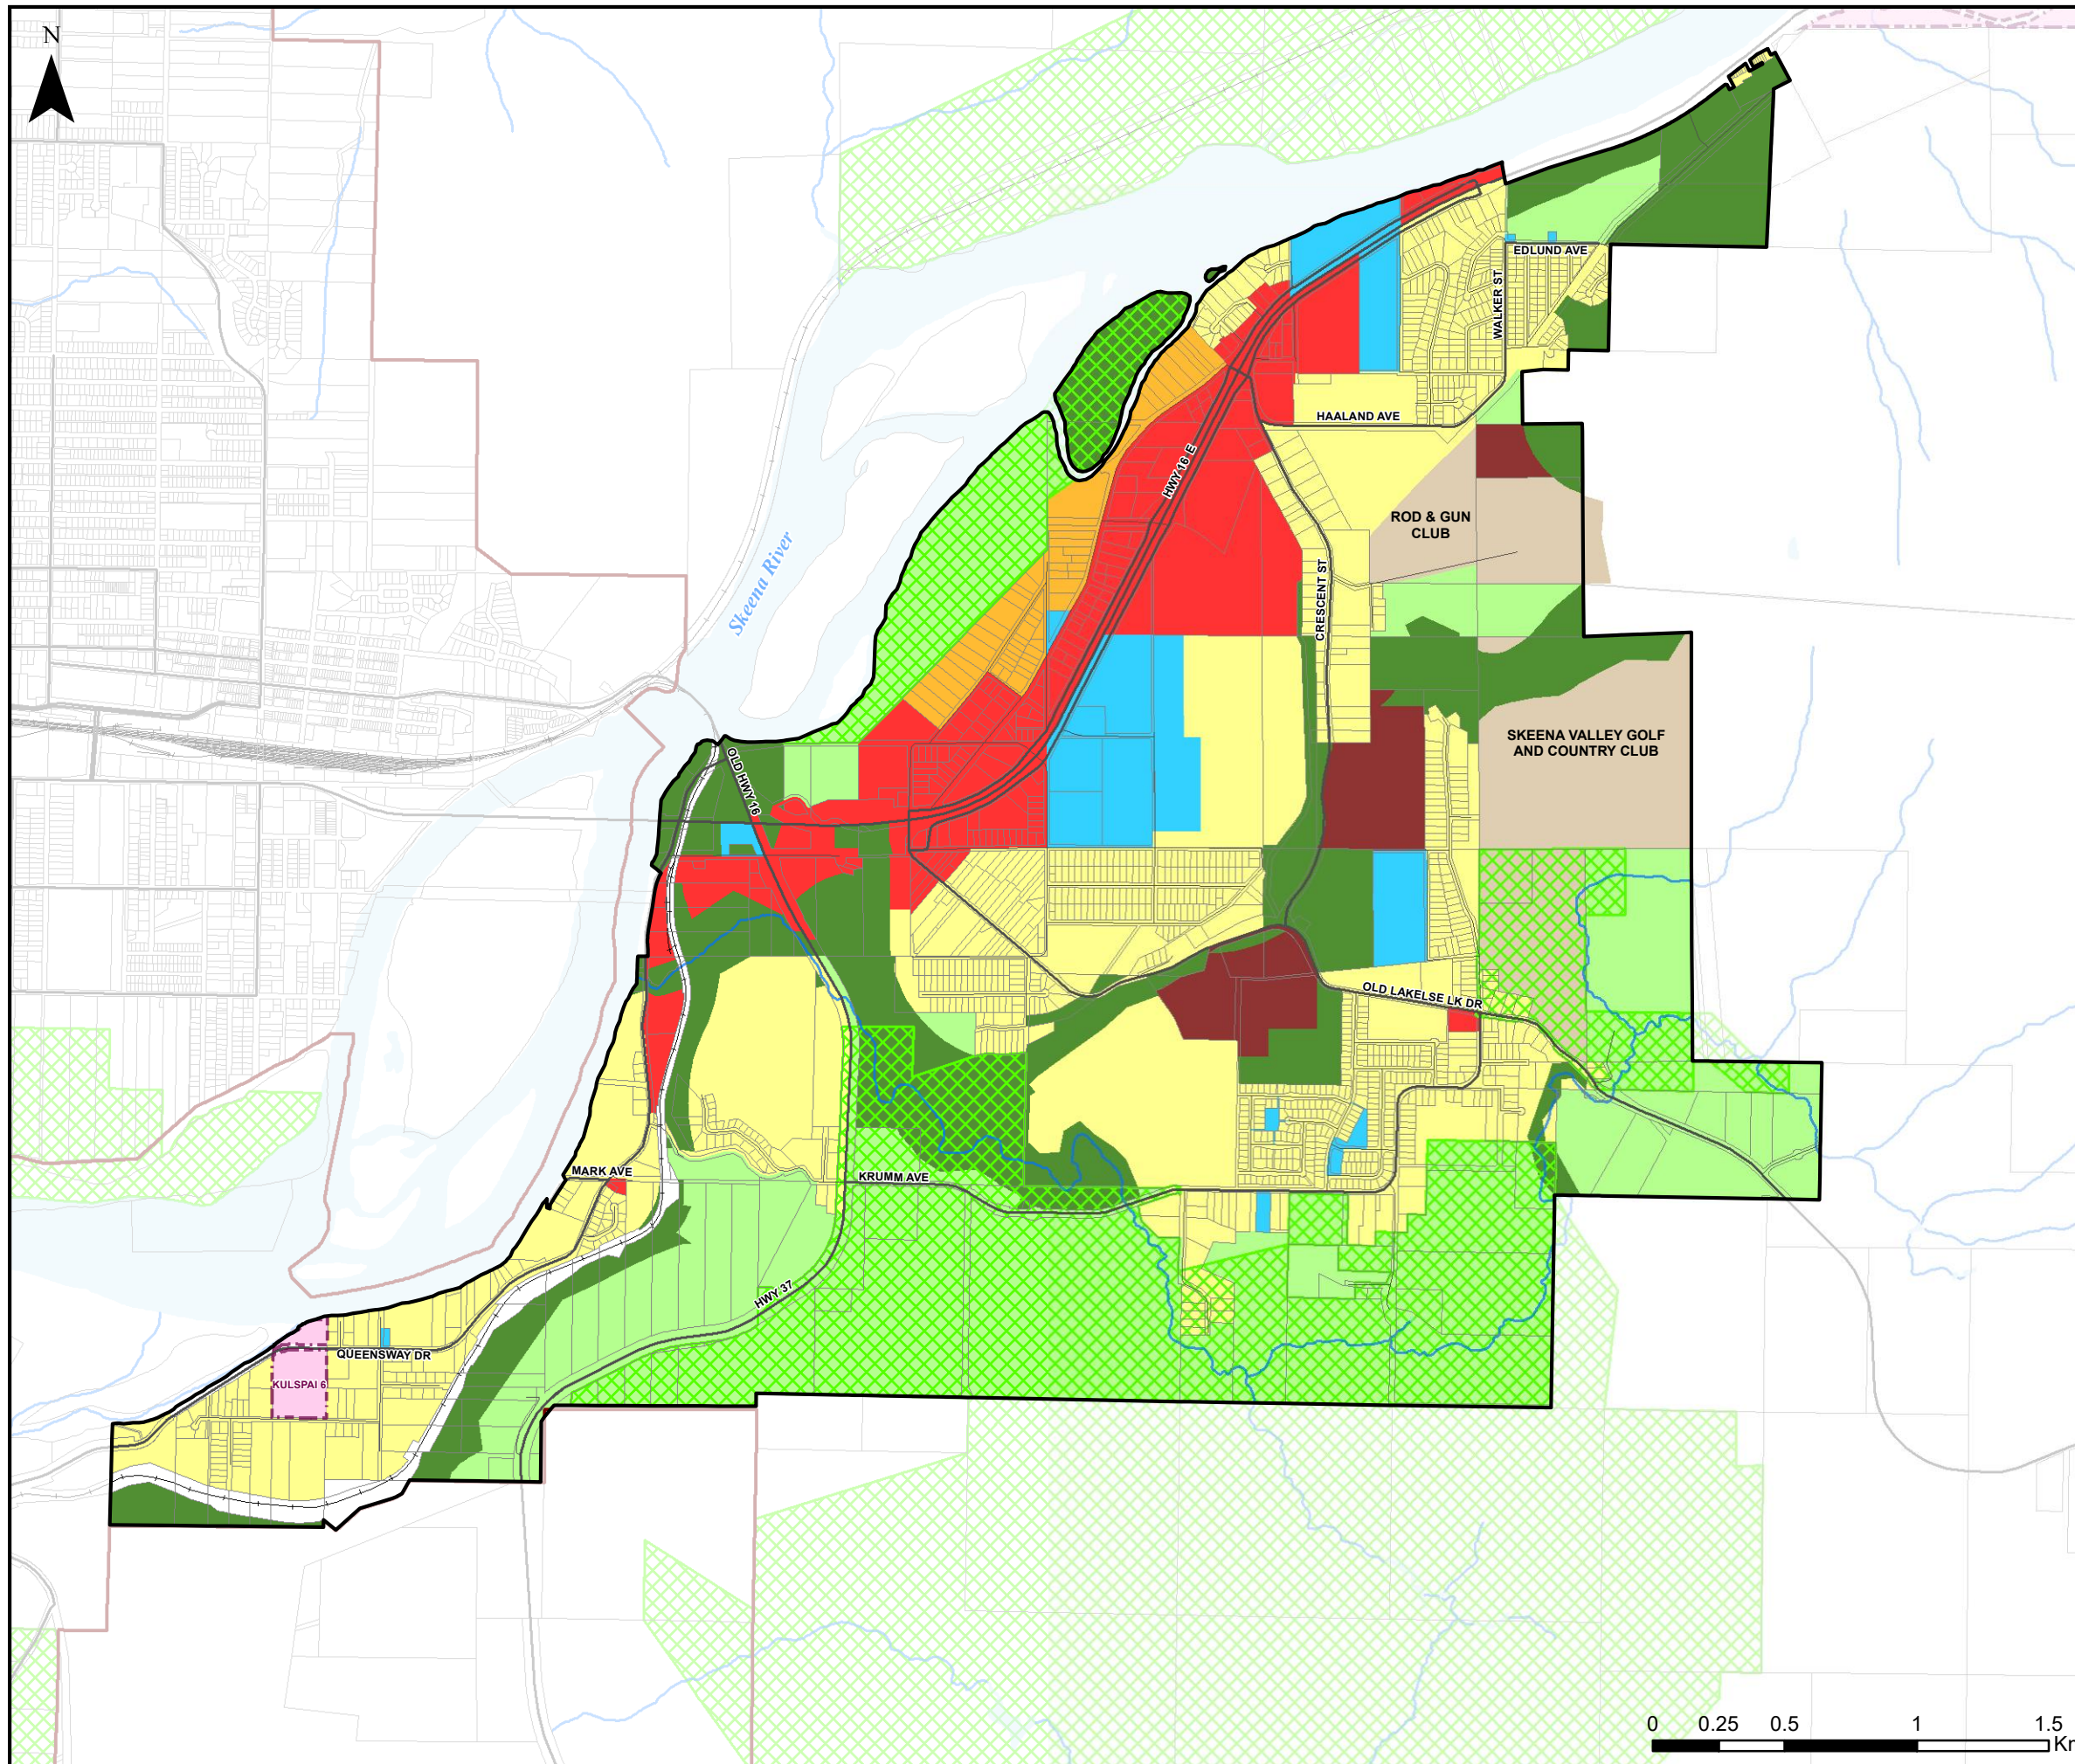 N
EDLUND AVE
WALKER ST
HAALAND AVE
HWY 16 E
ROD & GUN
CLUB
Skeena River
CRESCENT ST
SKEENA VALLEY GOLF
AND COUNTRY CLUB
OLD HWY 16
OLD LAKELSE LK DR
MARK AVE
KRUMM AVE
HWY 37
QUEENSWAY DR
KULSPAI 6
0 0.25 0.5 1 1.5